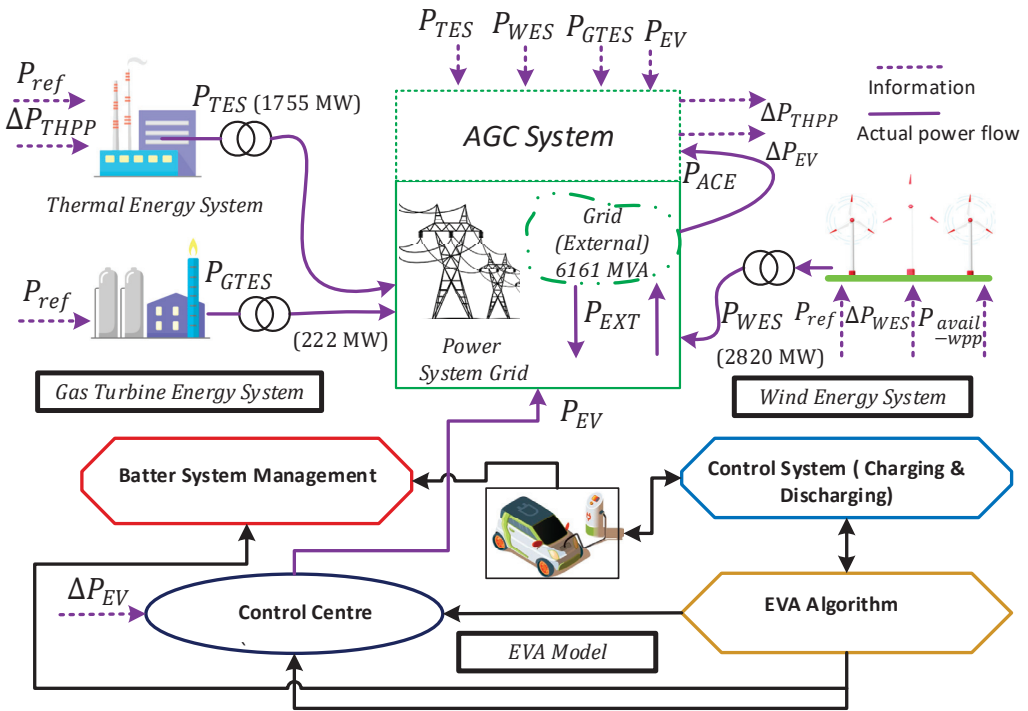 P_TES P_WES P_GTES P_EV
P_ref
ΔP_THPP
P_TES (1755 MW)
Thermal Energy System
AGC System
ΔP_THPP
ΔP_EV
P_ACE
Information
Actual power flow
P_ref
P_GTES
(222 MW)
Gas Turbine Energy System
Grid
(External)
6161 MVA
P_EXT
Power
System Grid
P_WES
(2820 MW)
P_ref ΔP_WES P_avail
-wpp
Wind Energy System
P_EV
Batter System Management
Control System ( Charging &
Discharging)
ΔP_EV
Control Centre
`
EVA Algorithm
EVA Model